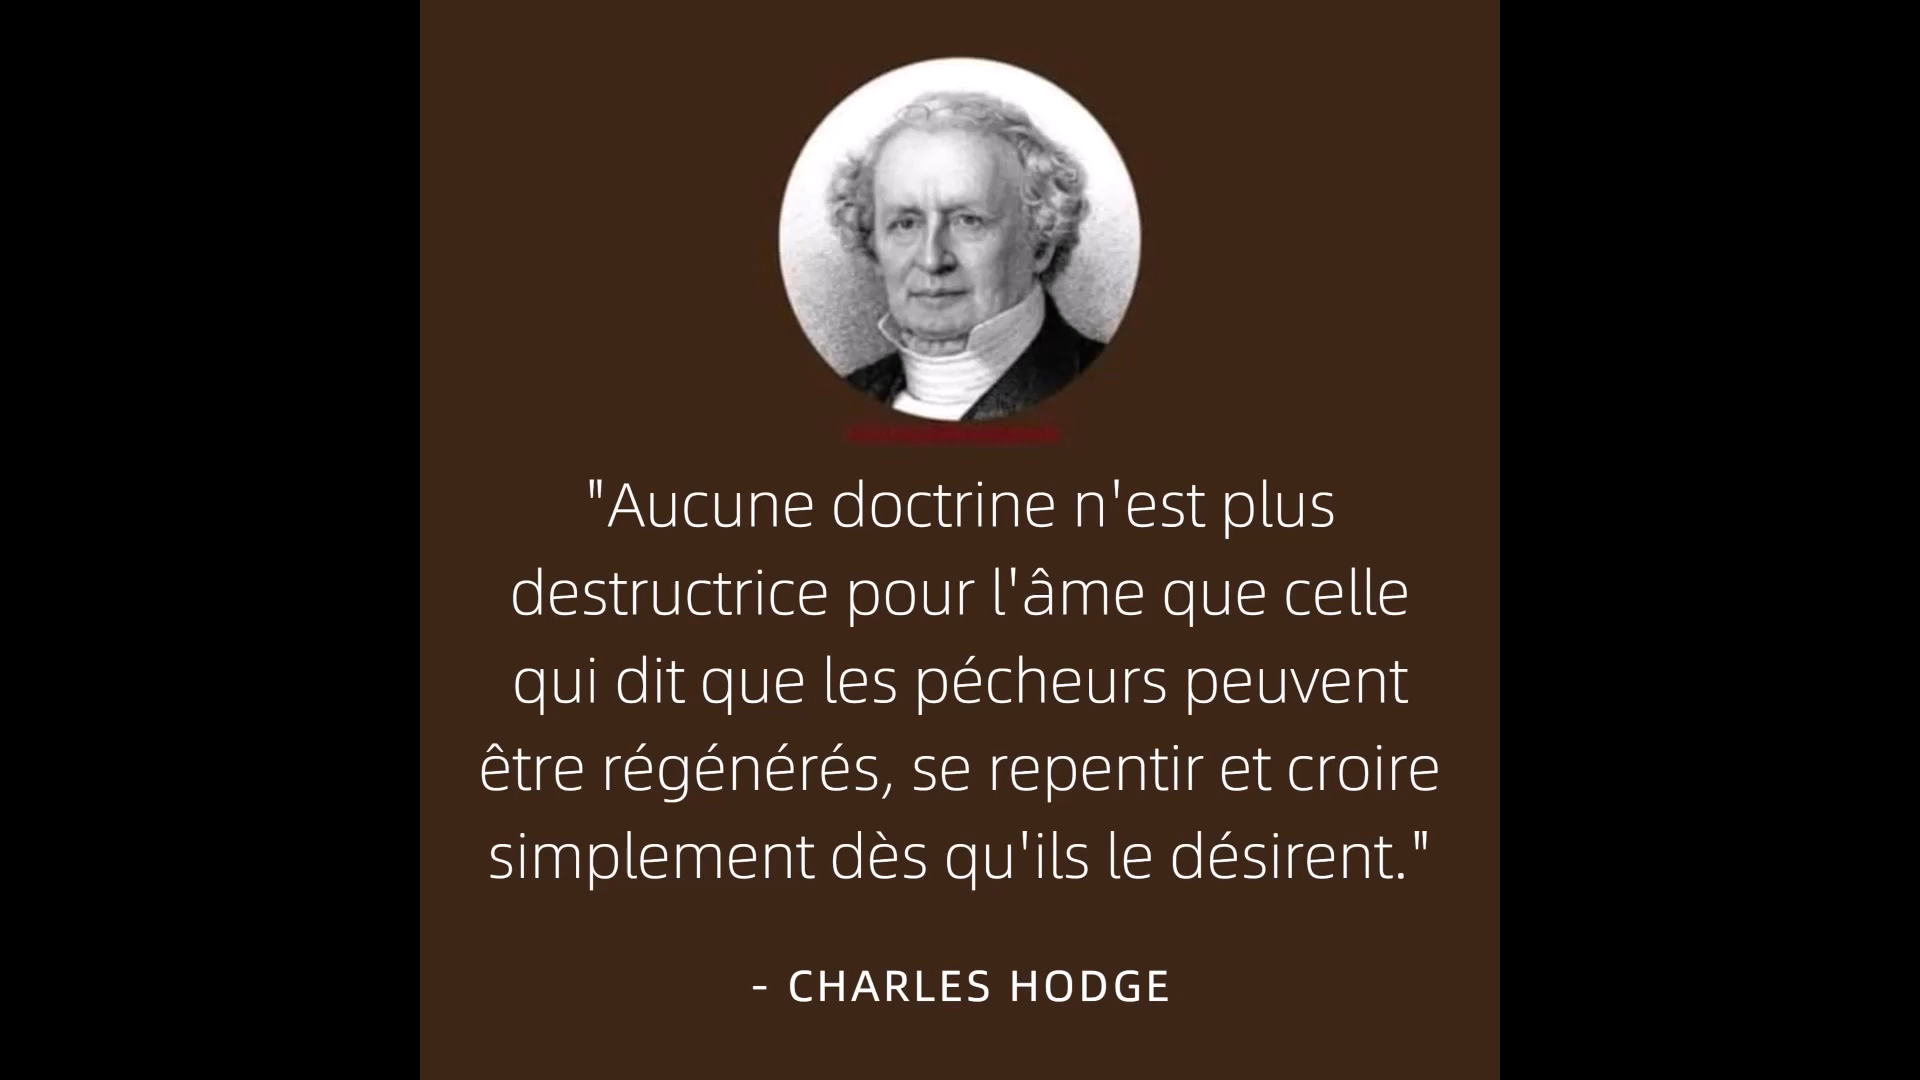 "Aucune doctrine n'est plus
destructrice pour l'âme que celle
qui dit que les pécheurs peuvent
être régénérés, se repentir et croire
simplement dès qu'ils le désirent."
- CHARLES HODGE